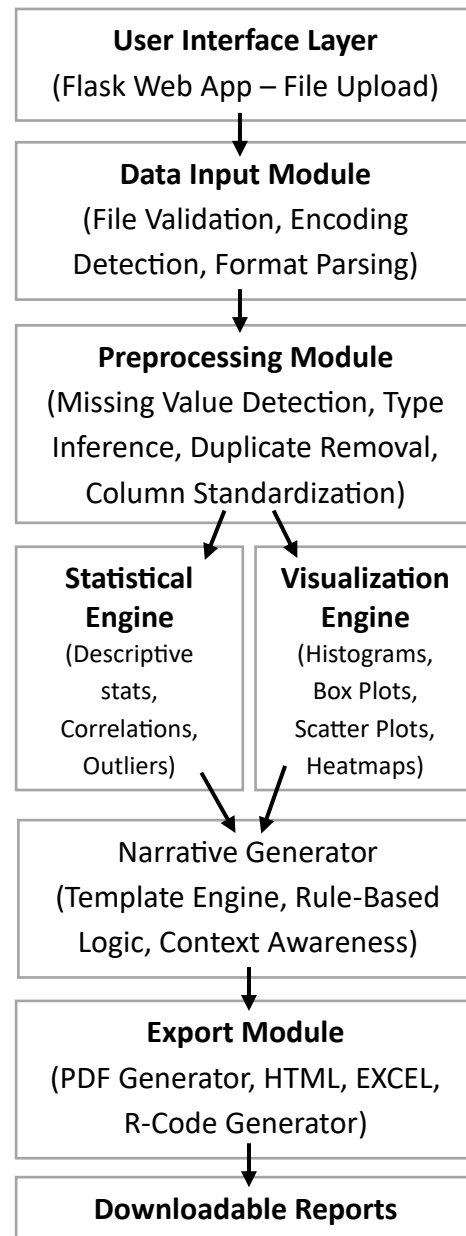 User Interface Layer
(Flask Web App – File Upload)
Data Input Module
(File Validation, Encoding
Detection, Format Parsing)
Preprocessing Module
(Missing Value Detection, Type
Inference, Duplicate Removal,
Column Standardization)
Statistical
Engine
(Descriptive
stats,
Correlations,
Outliers)
Visualization
Engine
(Histograms,
Box Plots,
Scatter Plots,
Heatmaps)
Narrative Generator
(Template Engine, Rule-Based
Logic, Context Awareness)
Export Module
(PDF Generator, HTML, EXCEL,
R-Code Generator)
Downloadable Reports